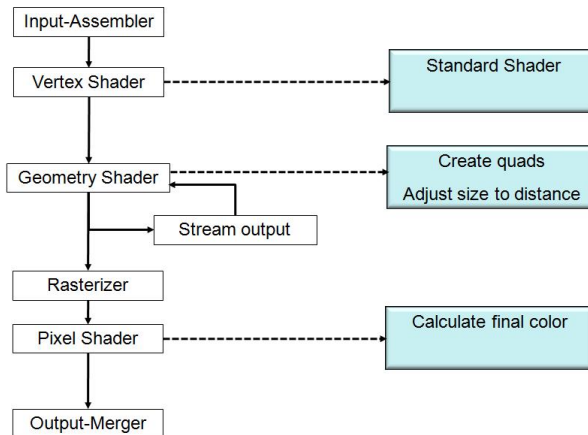 Input-Assembler
Vertex Shader
Standard Shader
Geometry Shader
Create quads
Adjust size to distance
Stream output
Rasterizer
Pixel Shader
Calculate final color
Output-Merger